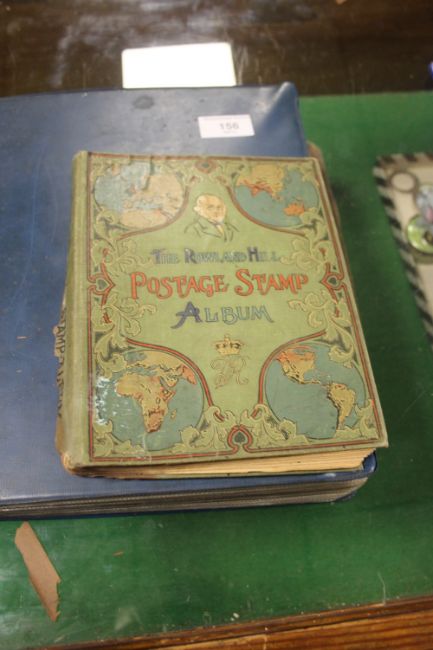 156
THE ROWLAND HILL
POSTAGE STAMP
ALBUM